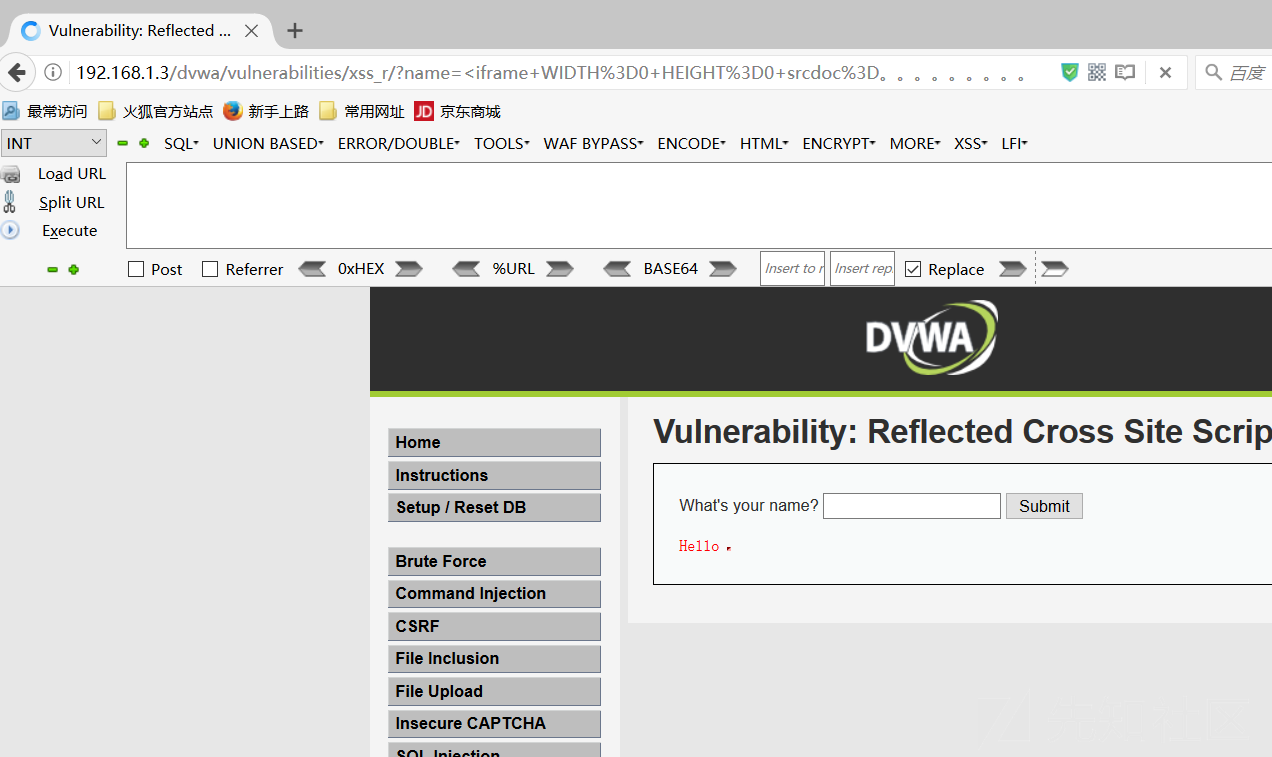 Vulnerability: Reflected ...
192.168.1.3/dvwa/vulnerabilities/xss_r/?name=<iframe+WIDTH%3D0+HEIGHT%3D0+srcdoc%3D。。。。。。。。。
百度
最常访问 火狐官方站点 新手上路 常用网址 JD 京东商城
INT SQL UNION BASED ERROR/DOUBLE TOOLS WAF BYPASS ENCODE HTML ENCRYPT MORE XSS LFI
Load URL
Split URL
Execute
Post Referrer 0xHEX %URL BASE64 Insert to r Insert rep Replace
DVWA
Home
Instructions
Setup / Reset DB
Brute Force
Command Injection
CSRF
File Inclusion
File Upload
Insecure CAPTCHA
SQL Injection
Vulnerability: Reflected Cross Site Scrip
What's your name? Submit
Hello